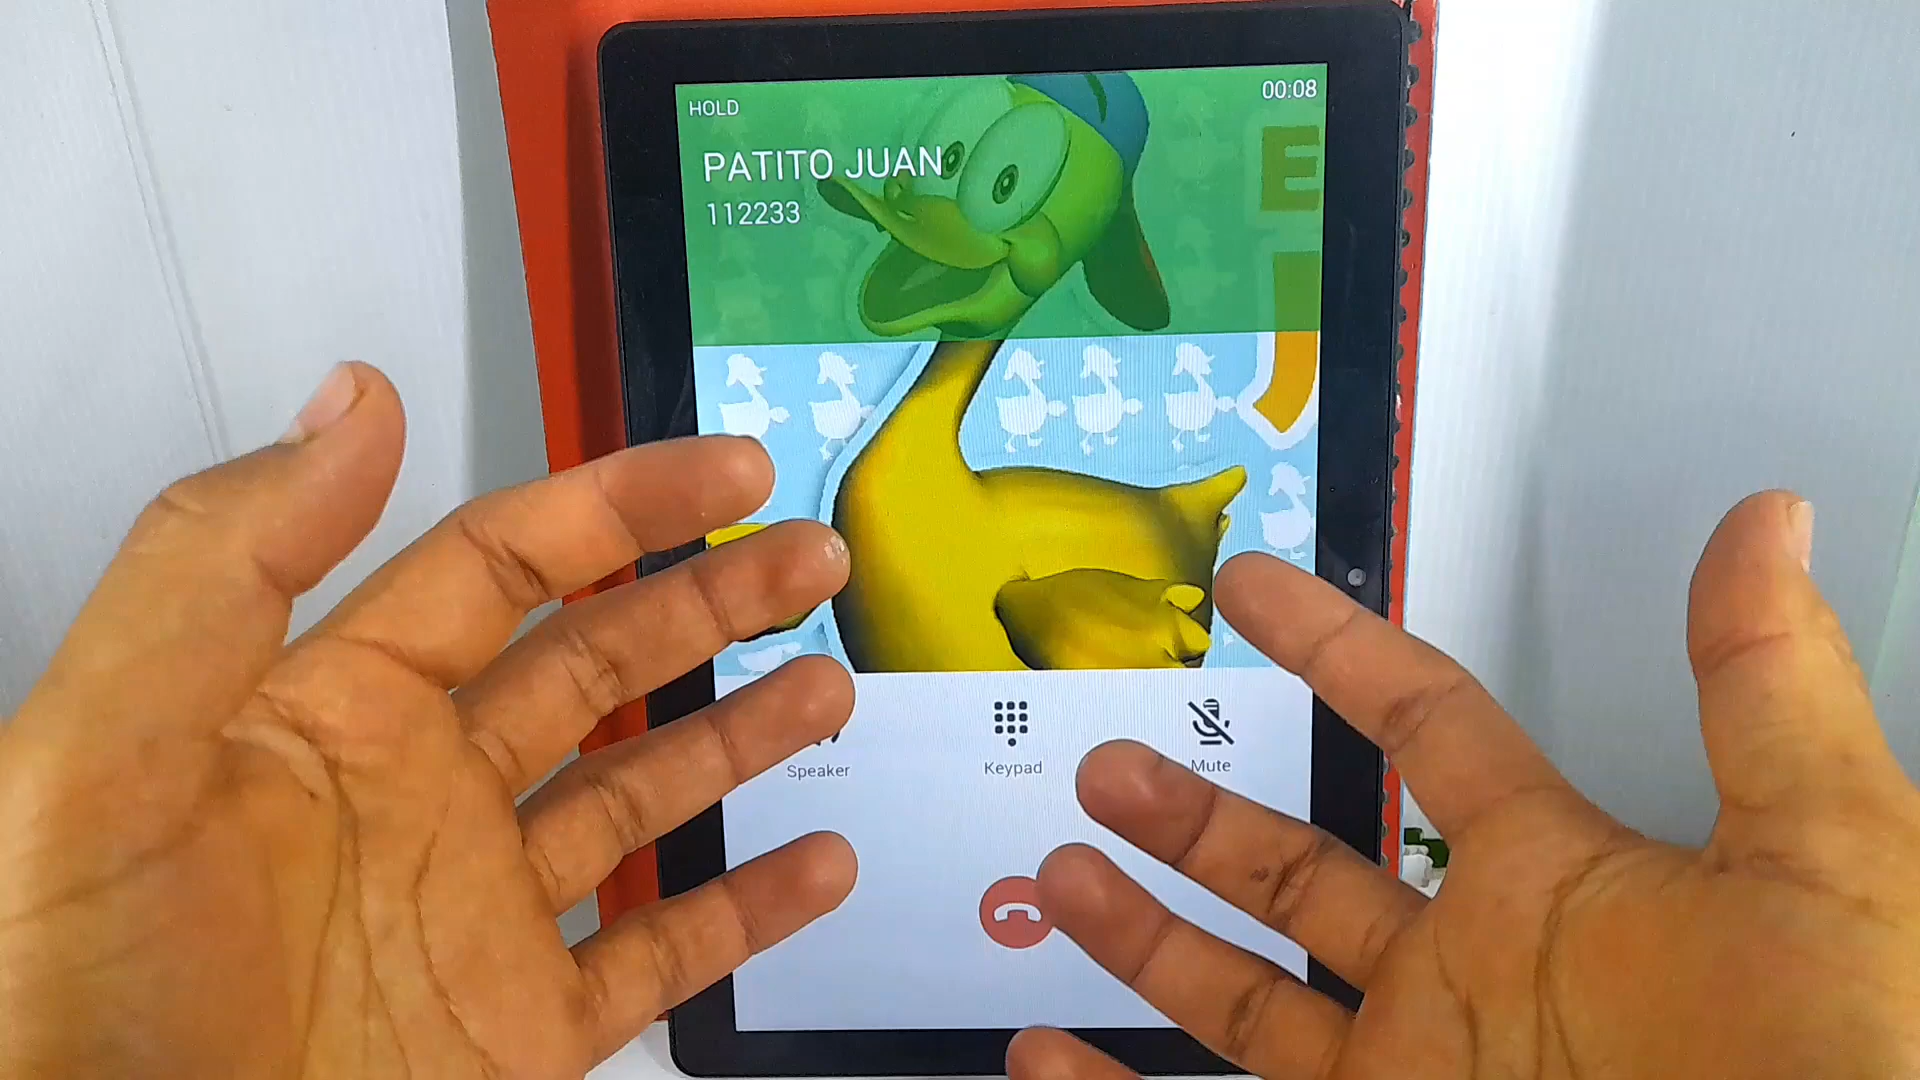 HOLD
00:08
PATITO JUAN
112233
E
J
Speaker
Keypad
Mute